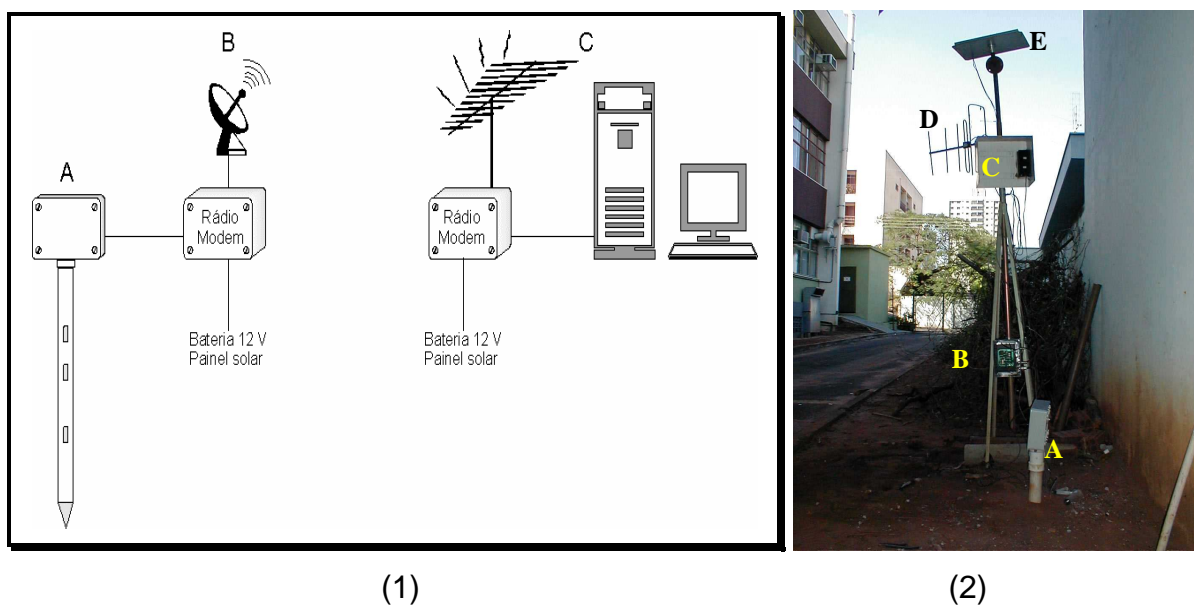 A
B
C
Rádio
Modem
Rádio
Modem
Bateria 12 V
Painel solar
Bateria 12 V
Painel solar
(1)
E
D
C
B
A
(2)